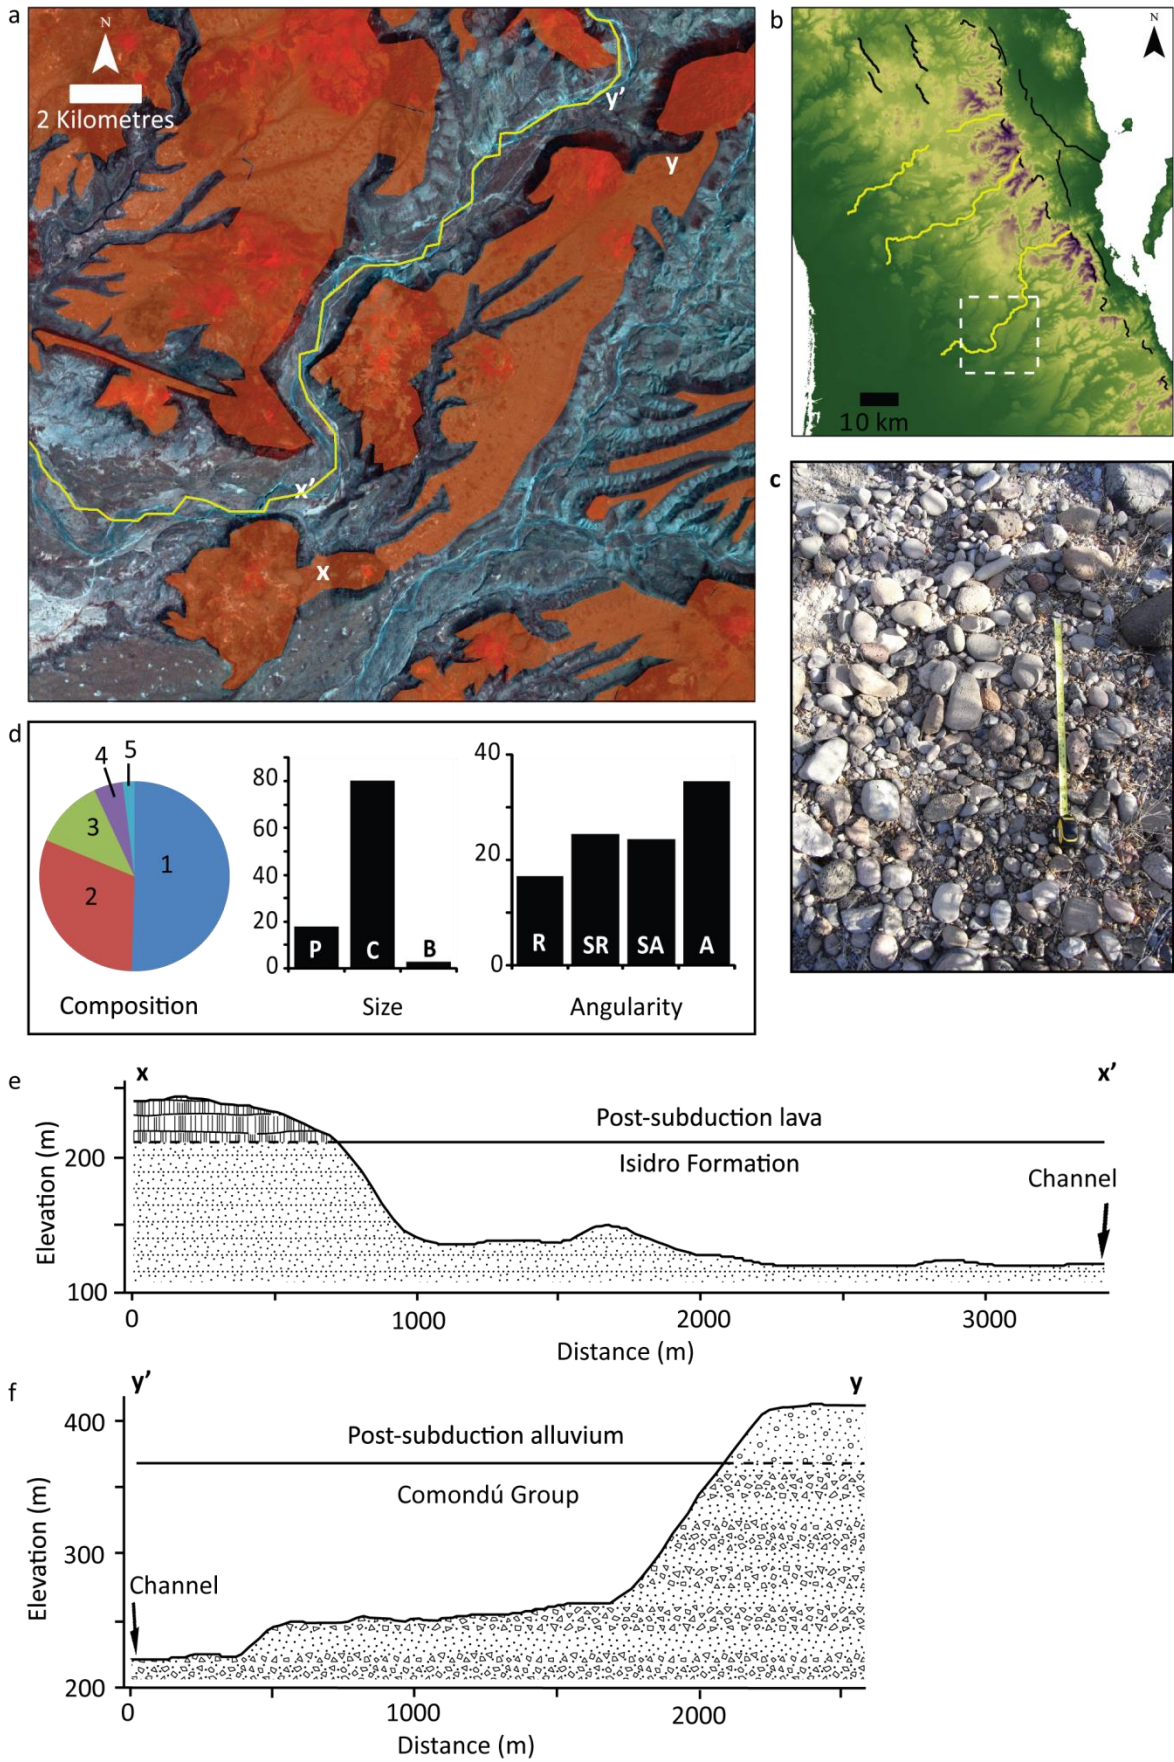 a
N
2 Kilometres
y'
y
x'
x
b
N
10 km
c
d
4
5
3
1
2
Composition
80
60
40
20
0
P
C
B
Size
40
20
0
R
SR
SA
A
Angularity
e
x
x'
Elevation (m)
200
100
Post-subduction lava
Isidro Formation
Channel
0
1000
2000
3000
Distance (m)
f
y'
y
Elevation (m)
400
300
200
Post-subduction alluvium
Comondú Group
Channel
0
1000
2000
Distance (m)